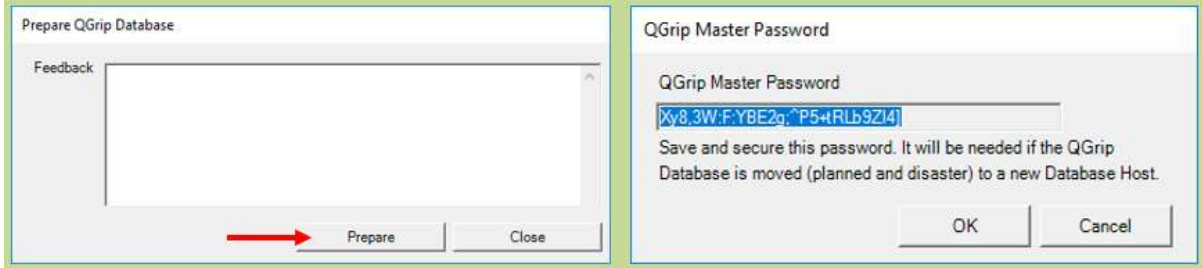 Prepare QGrip Database
Feedback
Prepare
Close
QGrip Master Password
QGrip Master Password
Xy8,3W:F:YBE2g;^P5+tRLb9Zl4]
Save and secure this password. It will be needed if the QGrip
Database is moved (planned and disaster) to a new Database Host.
OK
Cancel